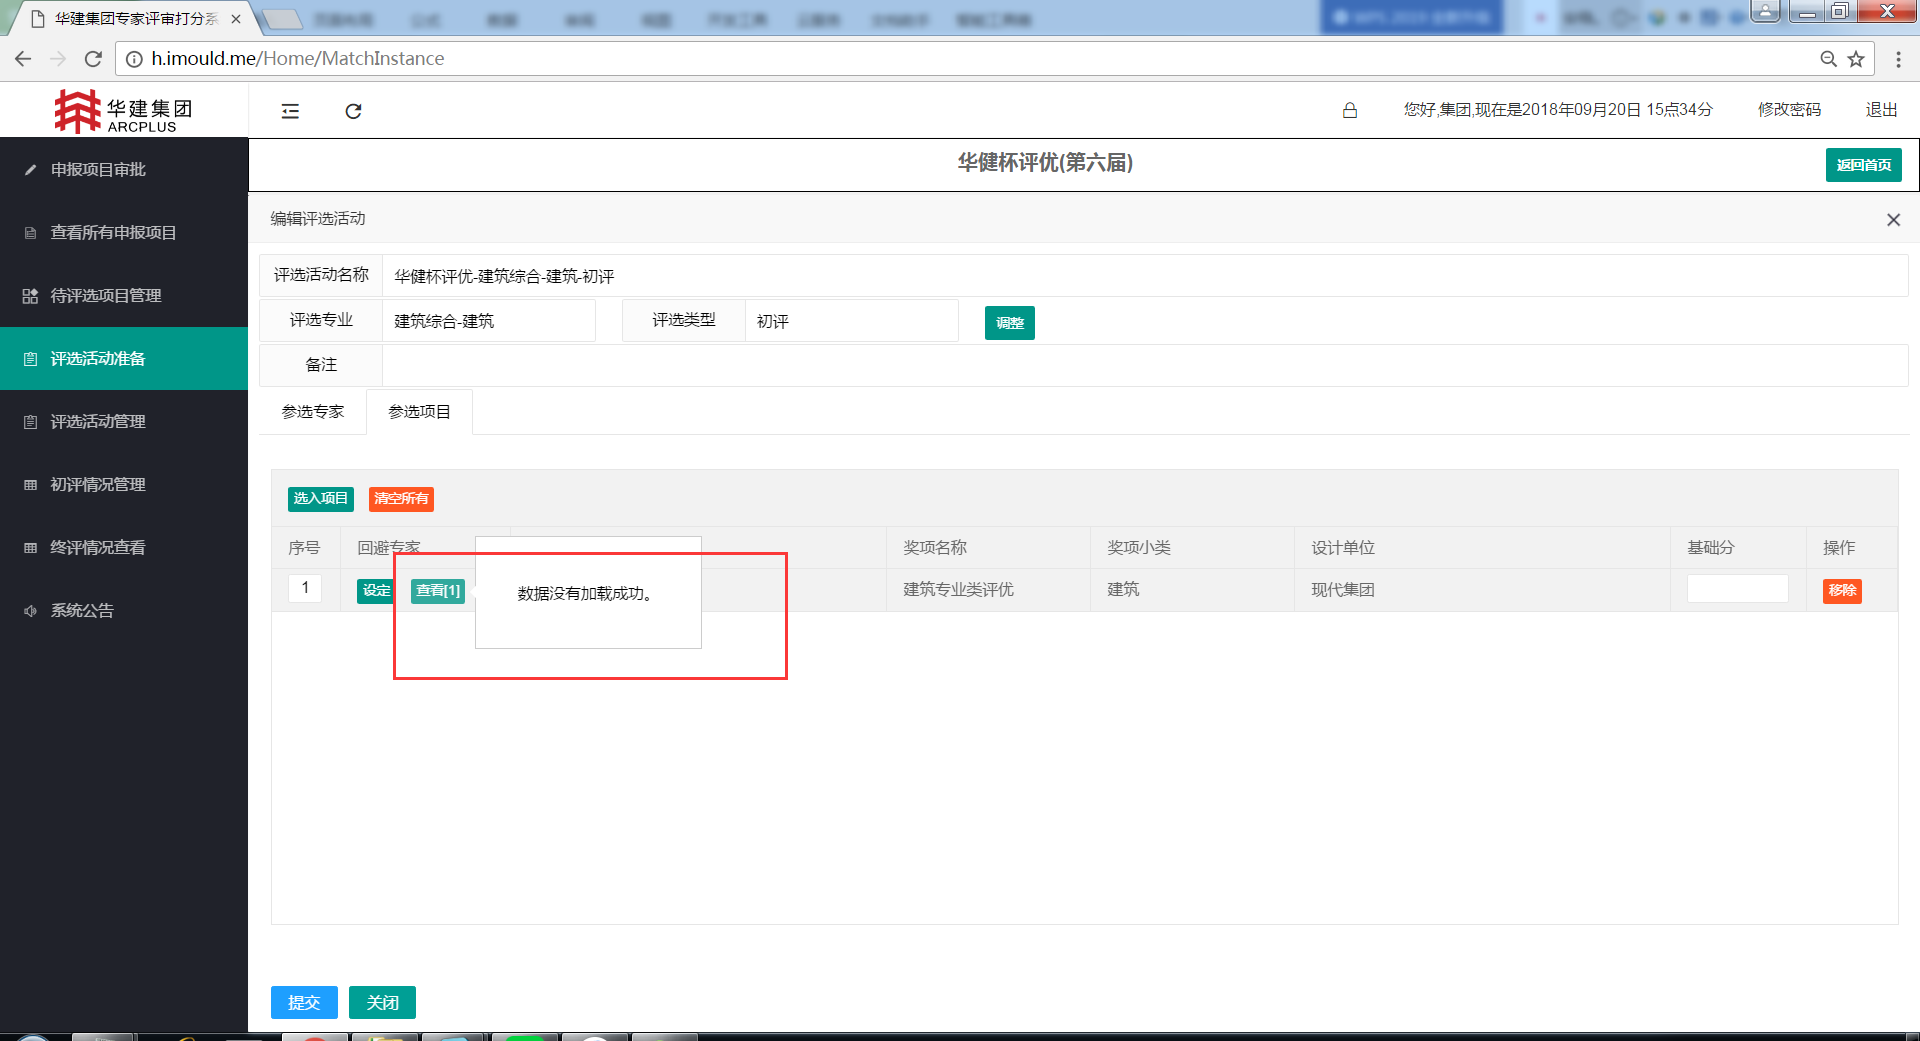 华建集团专家评审打分系
h.imould.me/Home/MatchInstance
华建集团
ARCPLUS
您好,集团,现在是2018年09月20日 15点34分
修改密码
退出
申报项目审批
查看所有申报项目
待评选项目管理
评选活动准备
评选活动管理
初评情况管理
终评情况查看
系统公告
华健杯评优(第六届)
返回首页
编辑评选活动
评选活动名称 华健杯评优-建筑综合-建筑-初评
评选专业 建筑综合-建筑 评选类型 初评 调整
备注
参选专家 参选项目
选入项目 清空所有
序号 回避专家 奖项名称 奖项小类 设计单位 基础分 操作
1 设定 查看[1] 数据没有加载成功。 建筑专业类评优 建筑 现代集团 移除
提交 关闭